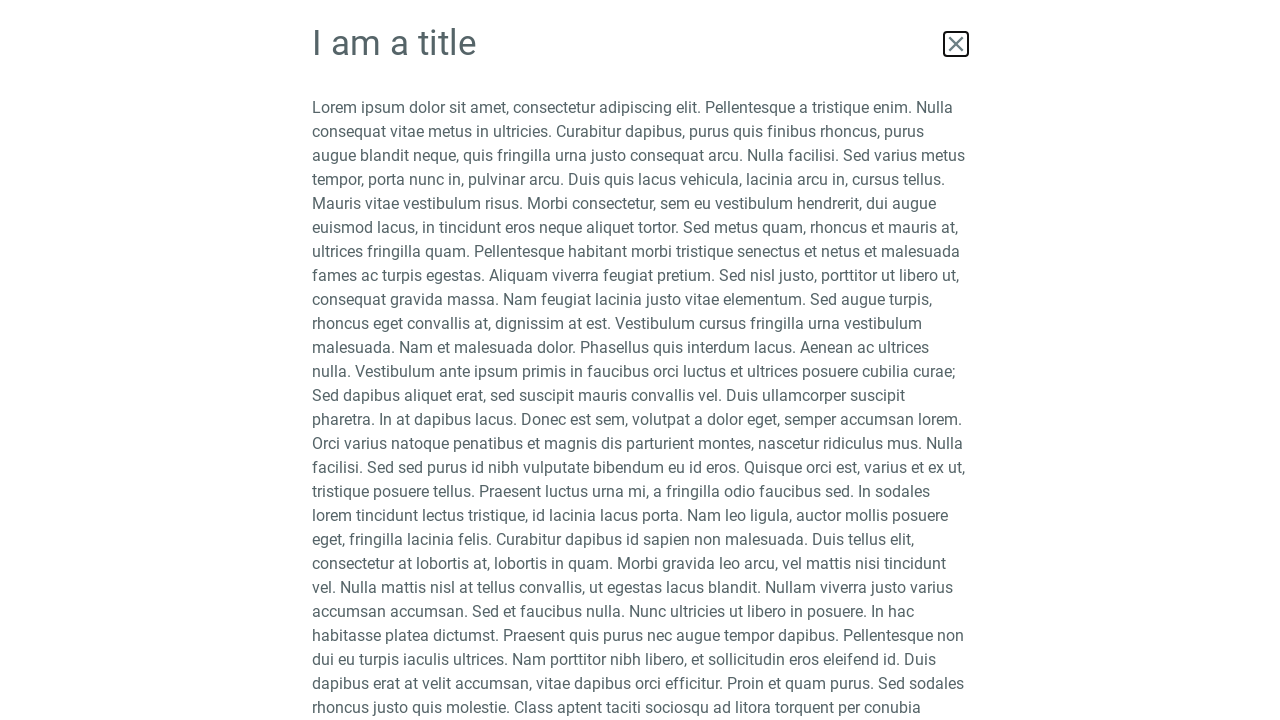 I am a title
Lorem ipsum dolor sit amet, consectetur adipiscing elit. Pellentesque a tristique enim. Nulla
consequat vitae metus in ultricies. Curabitur dapibus, purus quis finibus rhoncus, purus
augue blandit neque, quis fringilla urna justo consequat arcu. Nulla facilisi. Sed varius metus
tempor, porta nunc in, pulvinar arcu. Duis quis lacus vehicula, lacinia arcu in, cursus tellus.
Mauris vitae vestibulum risus. Morbi consectetur, sem eu vestibulum hendrerit, dui augue
euismod lacus, in tincidunt eros neque aliquet tortor. Sed metus quam, rhoncus et mauris at,
ultrices fringilla quam. Pellentesque habitant morbi tristique senectus et netus et malesuada
fames ac turpis egestas. Aliquam viverra feugiat pretium. Sed nisl justo, porttitor ut libero ut,
consequat gravida massa. Nam feugiat lacinia justo vitae elementum. Sed augue turpis,
rhoncus eget convallis at, dignissim at est. Vestibulum cursus fringilla urna vestibulum
malesuada. Nam et malesuada dolor. Phasellus quis interdum lacus. Aenean ac ultrices
nulla. Vestibulum ante ipsum primis in faucibus orci luctus et ultrices posuere cubilia curae;
Sed dapibus aliquet erat, sed suscipit mauris convallis vel. Duis ullamcorper suscipit
pharetra. In at dapibus lacus. Donec est sem, volutpat a dolor eget, semper accumsan lorem.
Orci varius natoque penatibus et magnis dis parturient montes, nascetur ridiculus mus. Nulla
facilisi. Sed sed purus id nibh vulputate bibendum eu id eros. Quisque orci est, varius et ex ut,
tristique posuere tellus. Praesent luctus urna mi, a fringilla odio faucibus sed. In sodales
lorem tincidunt lectus tristique, id lacinia lacus porta. Nam leo ligula, auctor mollis posuere
eget, fringilla lacinia felis. Curabitur dapibus id sapien non malesuada. Duis tellus elit,
consectetur at lobortis at, lobortis in quam. Morbi gravida leo arcu, vel mattis nisi tincidunt
vel. Nulla mattis nisl at tellus convallis, ut egestas lacus blandit. Nullam viverra justo varius
accumsan accumsan. Sed et faucibus nulla. Nunc ultricies ut libero in posuere. In hac
habitasse platea dictumst. Praesent quis purus nec augue tempor dapibus. Pellentesque non
dui eu turpis iaculis ultrices. Nam porttitor nibh libero, et sollicitudin eros eleifend id. Duis
dapibus erat at velit accumsan, vitae dapibus orci efficitur. Proin et quam purus. Sed sodales
rhoncus justo quis molestie. Class aptent taciti sociosqu ad litora torquent per conubia